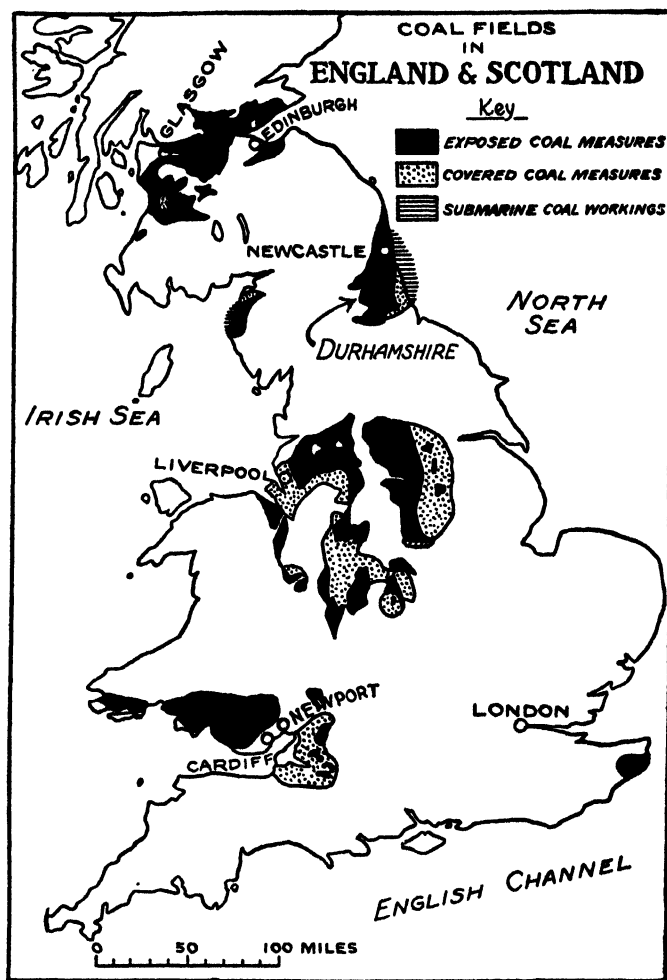 COAL FIELDS
IN
ENGLAND & SCOTLAND
Key
EXPOSED COAL MEASURES
COVERED COAL MEASURES
SUBMARINE COAL WORKINGS
GLASGOW
EDINBURGH
NEWCASTLE
NORTH
SEA
DURHAMSHIRE
IRISH SEA
LIVERPOOL
NEWPORT
LONDON
CARDIFF
ENGLISH CHANNEL
0 50 100 MILES